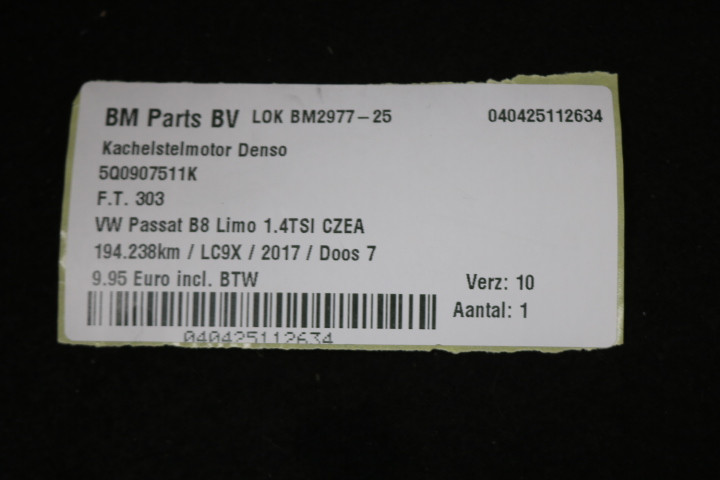 BM Parts BV LOK BM2977-25 040425112634
Kachelstelmotor Denso
5Q0907511K
F.T. 303
VW Passat B8 Limo 1.4TSI CZEA
194.238km / LC9X / 2017 / Doos 7
9.95 Euro incl. BTW Verz: 10
Aantal: 1
040425112634